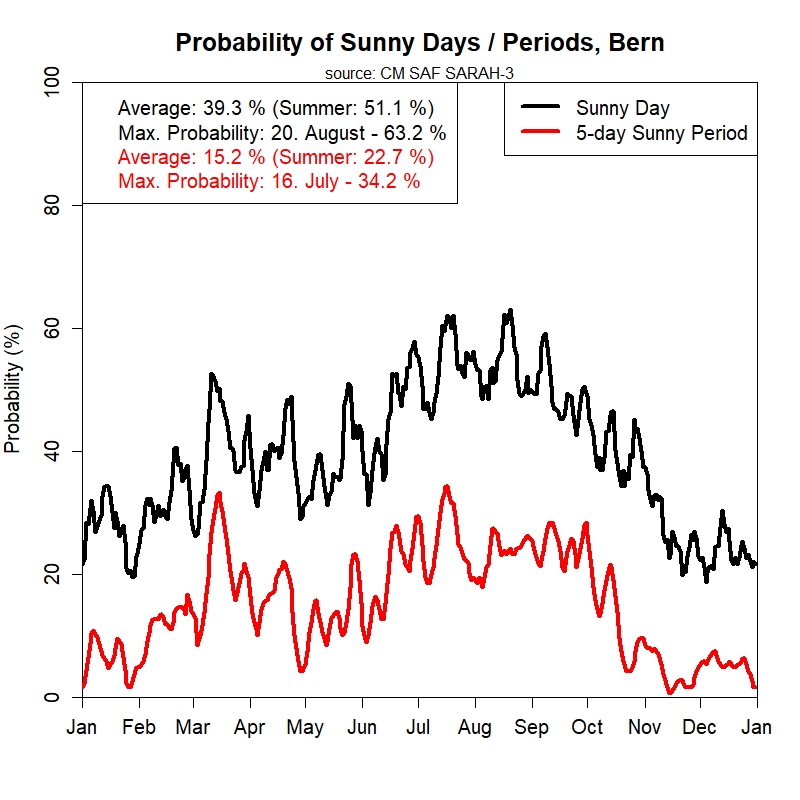 Probability of Sunny Days / Periods, Bern
source: CM SAF SARAH-3
Average: 39.3 % (Summer: 51.1 %)
Max. Probability: 20. August - 63.2 %
Average: 15.2 % (Summer: 22.7 %)
Max. Probability: 16. July - 34.2 %
Sunny Day
5-day Sunny Period
Probability (%)
100
80
60
40
20
0
Jan Feb Mar Apr May Jun Jul Aug Sep Oct Nov Dec Jan